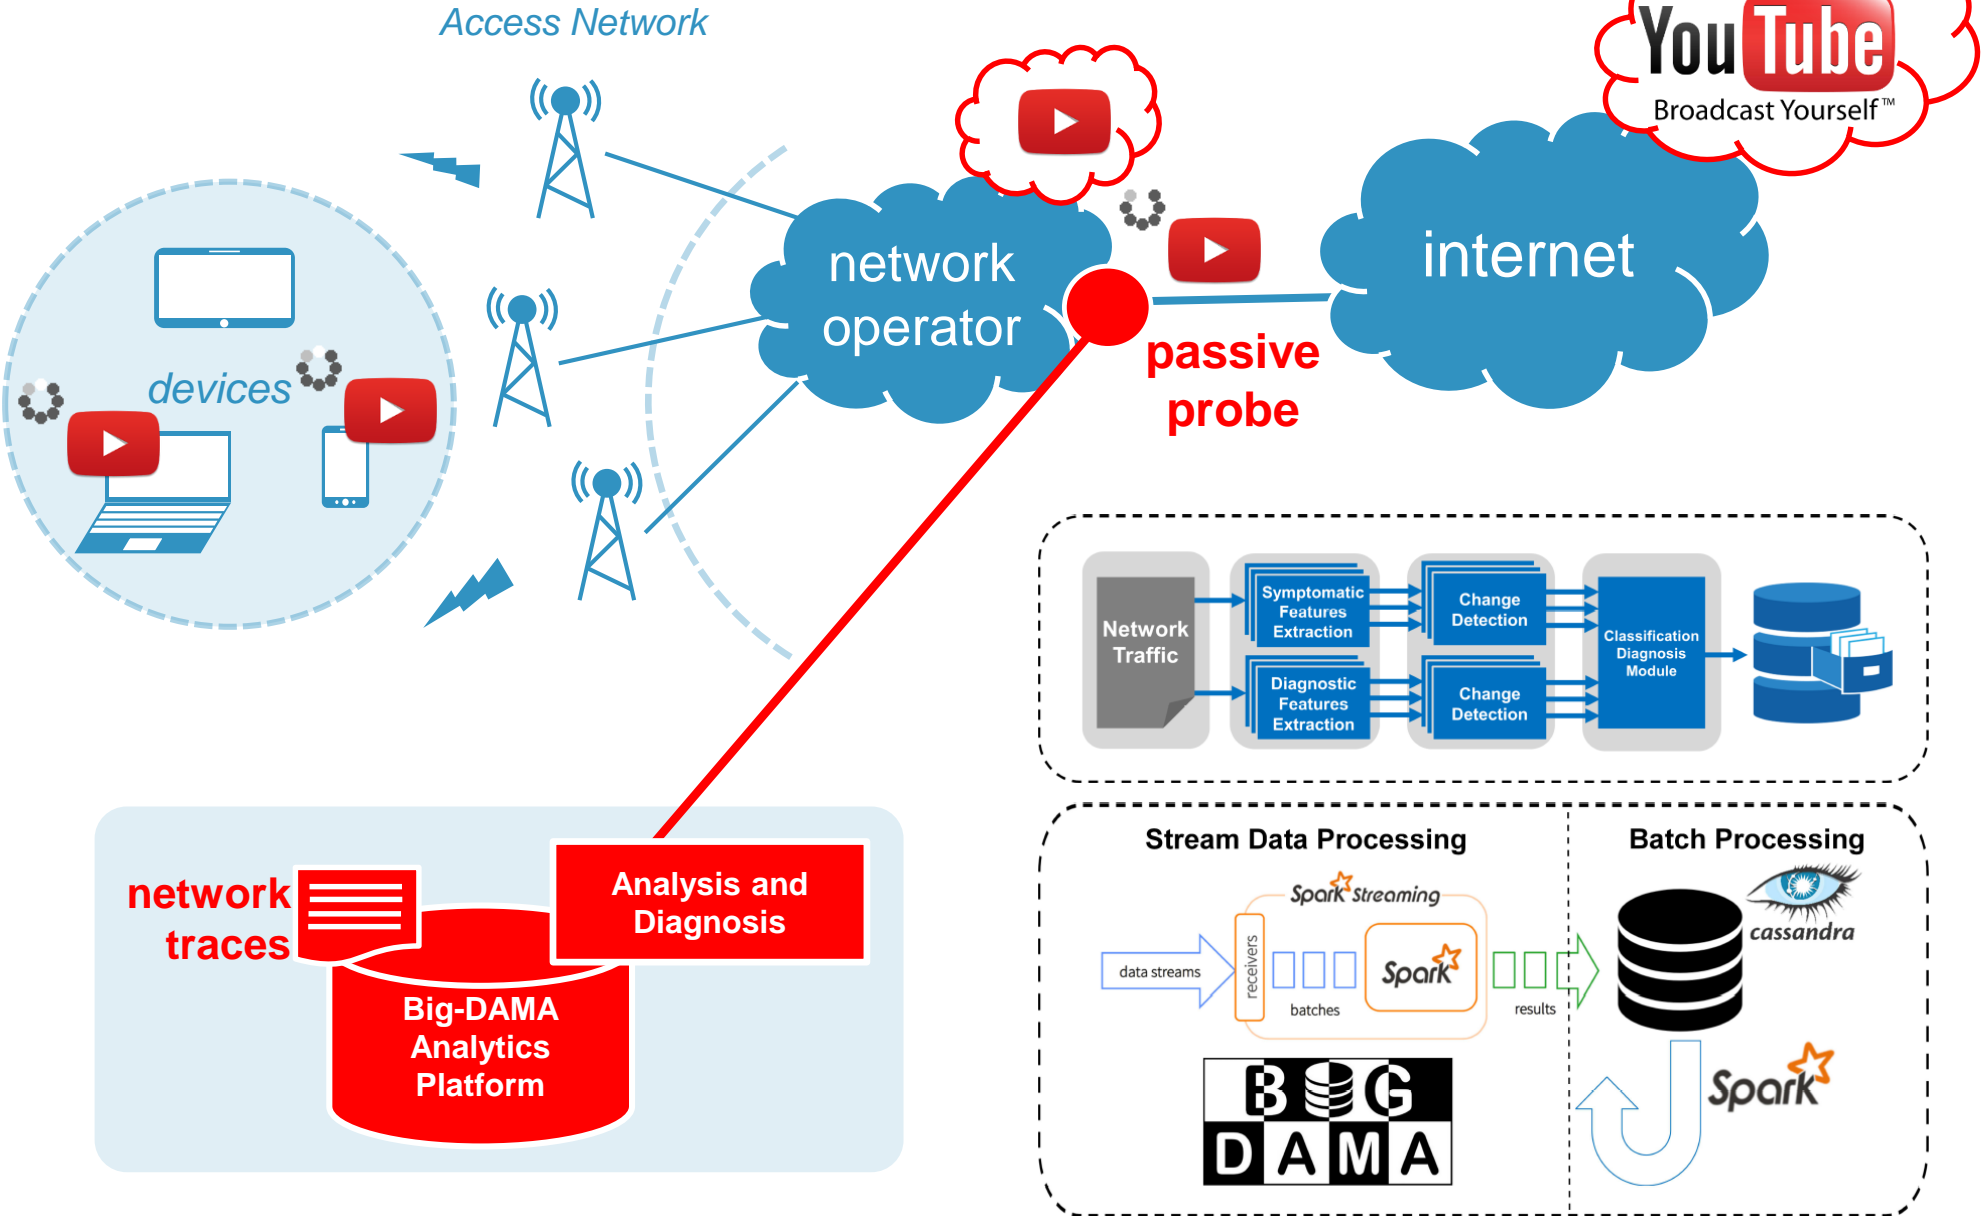 Access Network
You Tube
Broadcast Yourself™
network
operator
internet
passive
probe
devices
Network
Traffic
Symptomatic
Features
Extraction
Change
Detection
Diagnostic
Features
Extraction
Change
Detection
Classification
Diagnosis
Module
network
traces
Analysis and
Diagnosis
Big-DAMA
Analytics
Platform
Stream Data Processing
Batch Processing
Spark Streaming
cassandra
data streams
receivers
batches
Spark
results
Spark
BIG
DAMA